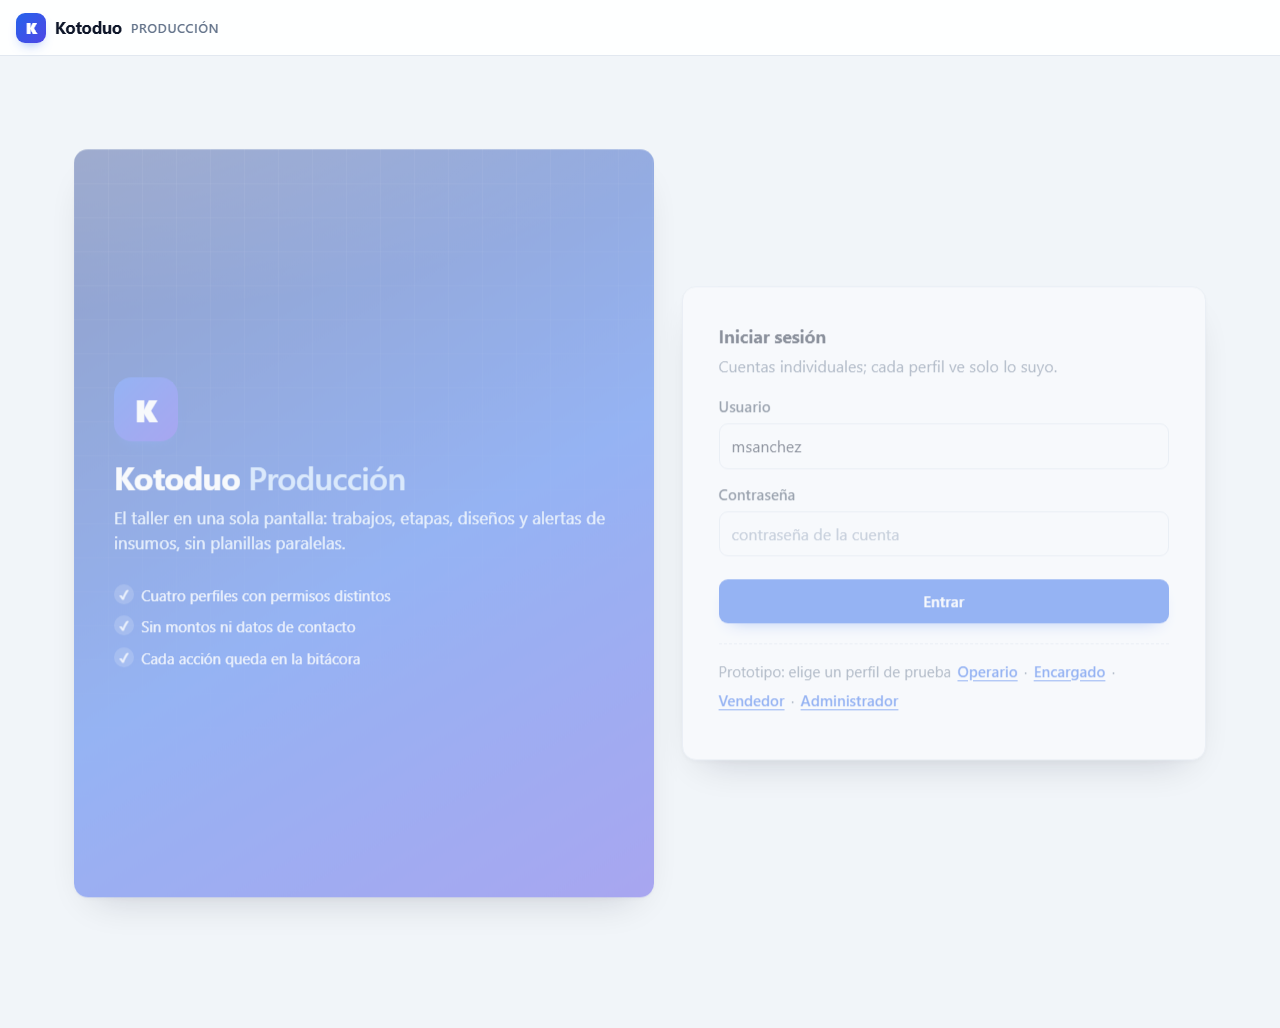 K Kotoduo PRODUCCIÓN
K
Kotoduo Producción
El taller en una sola pantalla: trabajos, etapas, diseños y alertas de
insumos, sin planillas paralelas.
✓ Cuatro perfiles con permisos distintos
✓ Sin montos ni datos de contacto
✓ Cada acción queda en la bitácora
Iniciar sesión
Cuentas individuales; cada perfil ve solo lo suyo.
Usuario
msanchez
Contraseña
contraseña de la cuenta
Entrar
Prototipo: elige un perfil de prueba Operario · Encargado ·
Vendedor · Administrador